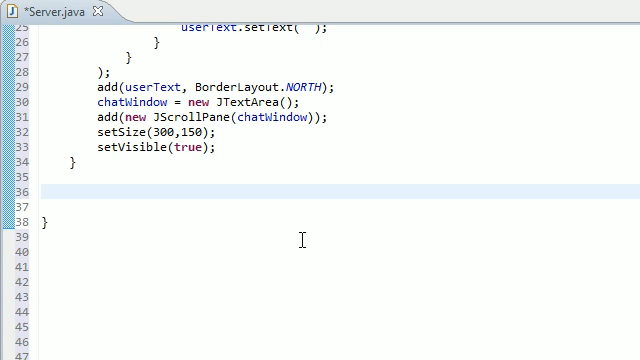 *Server.java
25 userText.setText(" ");
26 }
27 }
28 );
29 add(userText, BorderLayout.NORTH);
30 chatWindow = new JTextArea();
31 add(new JScrollPane(chatWindow));
32 setSize(300,150);
33 setVisible(true);
34 }
35
36
37
38 }
39
40
41
42
43
44
45
46
47